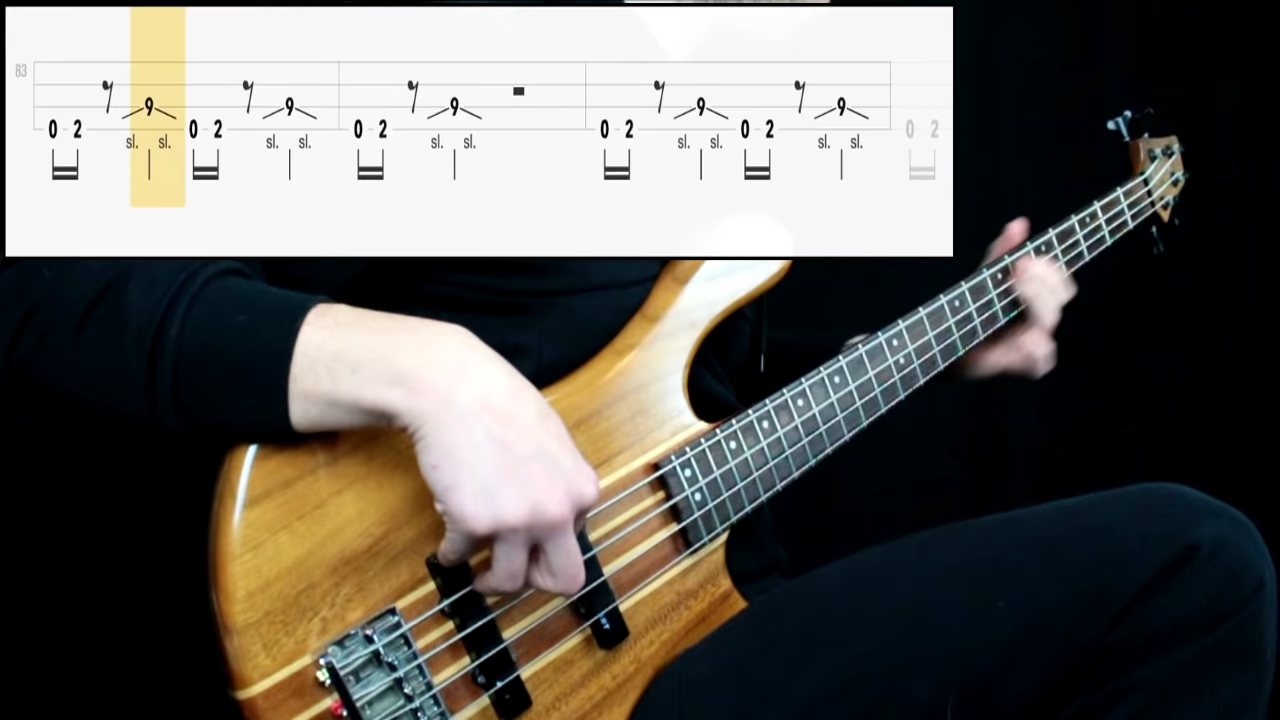 83
9 9 9 9 9
0 2 0 2 0 2 0 2 0 2 0 2
sl. sl. sl. sl. sl. sl. sl. sl. sl. sl.